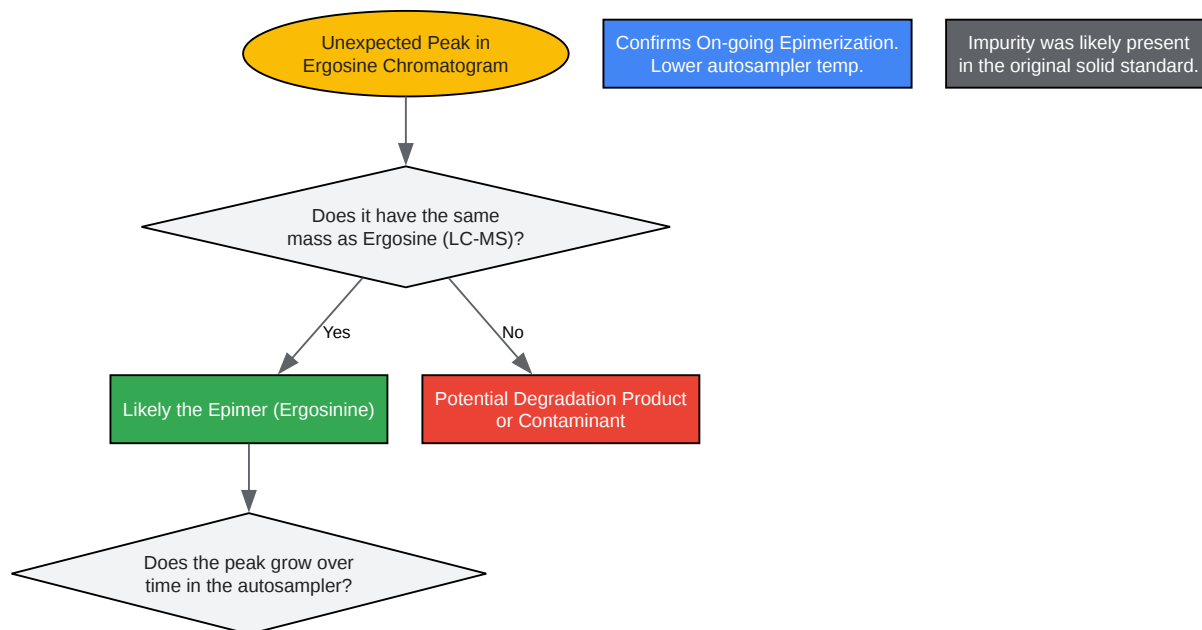 Unexpected Peak in
Ergosine Chromatogram
Confirms On-going Epimerization.
Lower autosampler temp.
Impurity was likely present
in the original solid standard.
Does it have the same
mass as Ergosine (LC-MS)?
Yes
No
Likely the Epimer (Ergosinine)
Potential Degradation Product
or Contaminant
Does the peak grow over
time in the autosampler?